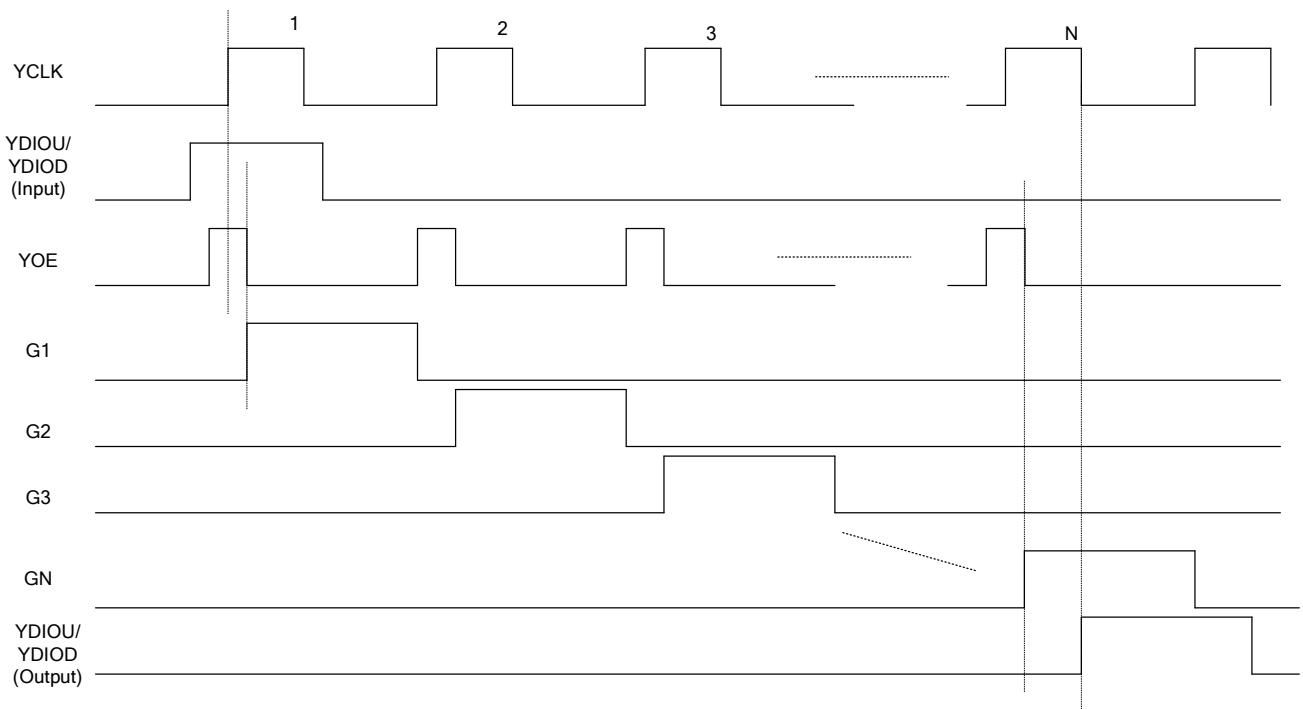 1
2
3
N
YCLK
YDIOU/
YDIOD
(Input)
YOE
G1
G2
G3
GN
YDIOU/
YDIOD
(Output)